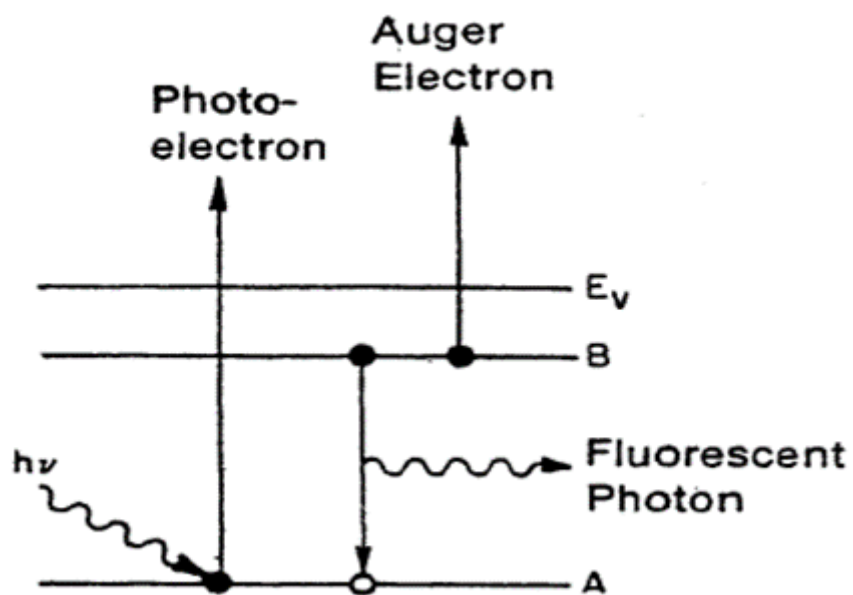 Auger
Electron
Photo-
electron
Ev
B
hν
Fluorescent
Photon
A